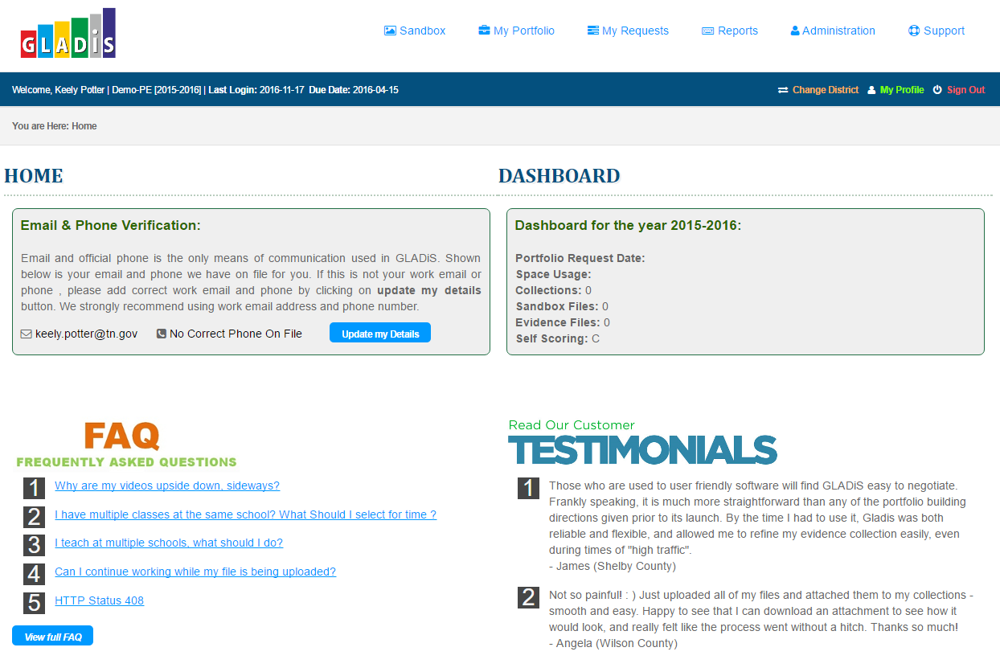 GLADiS
Sandbox My Portfolio My Requests Reports Administration Support
Welcome, Keely Potter | Demo-PE [2015-2016] | Last Login: 2016-11-17 Due Date: 2016-04-15
Change District My Profile Sign Out
You are Here: Home
HOME
Email & Phone Verification:
Email and official phone is the only means of communication used in GLADiS. Shown
below is your email and phone we have on file for you. If this is not your work email or
phone , please add correct work email and phone by clicking on update my details
button. We strongly recommend using work email address and phone number.
keely.potter@tn.gov No Correct Phone On File Update my Details
DASHBOARD
Dashboard for the year 2015-2016:
Portfolio Request Date:
Space Usage:
Collections: 0
Sandbox Files: 0
Evidence Files: 0
Self Scoring: C
FAQ
FREQUENTLY ASKED QUESTIONS
1 Why are my videos upside down, sideways?
2 I have multiple classes at the same school? What Should I select for time ?
3 I teach at multiple schools, what should I do?
4 Can I continue working while my file is being uploaded?
5 HTTP Status 408
View full FAQ
Read Our Customer
TESTIMONIALS
1 Those who are used to user friendly software will find GLADiS easy to negotiate.
Frankly speaking, it is much more straightforward than any of the portfolio building
directions given prior to its launch. By the time I had to use it, Gladis was both
reliable and flexible, and allowed me to refine my evidence collection easily, even
during times of "high traffic".
- James (Shelby County)
2 Not so painful! : ) Just uploaded all of my files and attached them to my collections -
smooth and easy. Happy to see that I can download an attachment to see how it
would look, and really felt like the process went without a hitch. Thanks so much!
- Angela (Wilson County)